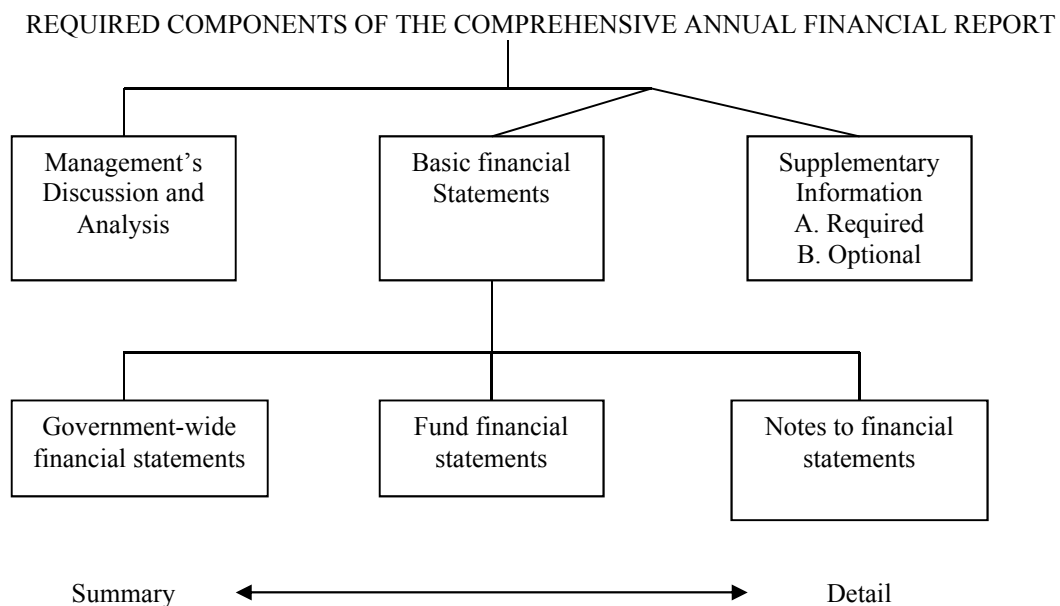 REQUIRED COMPONENTS OF THE COMPREHENSIVE ANNUAL FINANCIAL REPORT
Management’s
Discussion and
Analysis
Basic financial
Statements
Supplementary
Information
A. Required
B. Optional
Government-wide
financial statements
Fund financial
statements
Notes to financial
statements
Summary
Detail